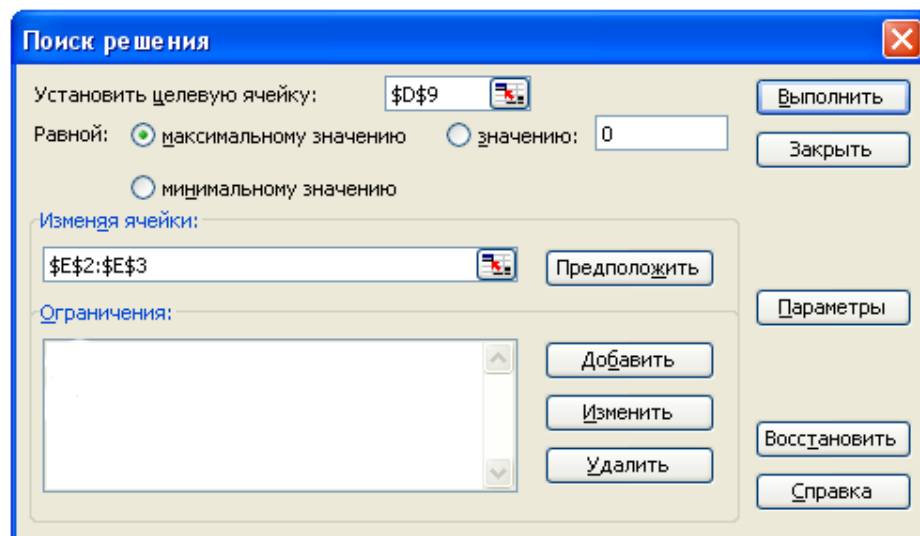 Поиск решения
Установить целевую ячейку: $D$9
Выполнить
Равной: максимальному значению значению: 0
Закрыть
минимальному значению
Изменяя ячейки:
$E$2:$E$3 Предположить
Ограничения:
Параметры
Добавить
Изменить
Восстановить
Удалить
Справка